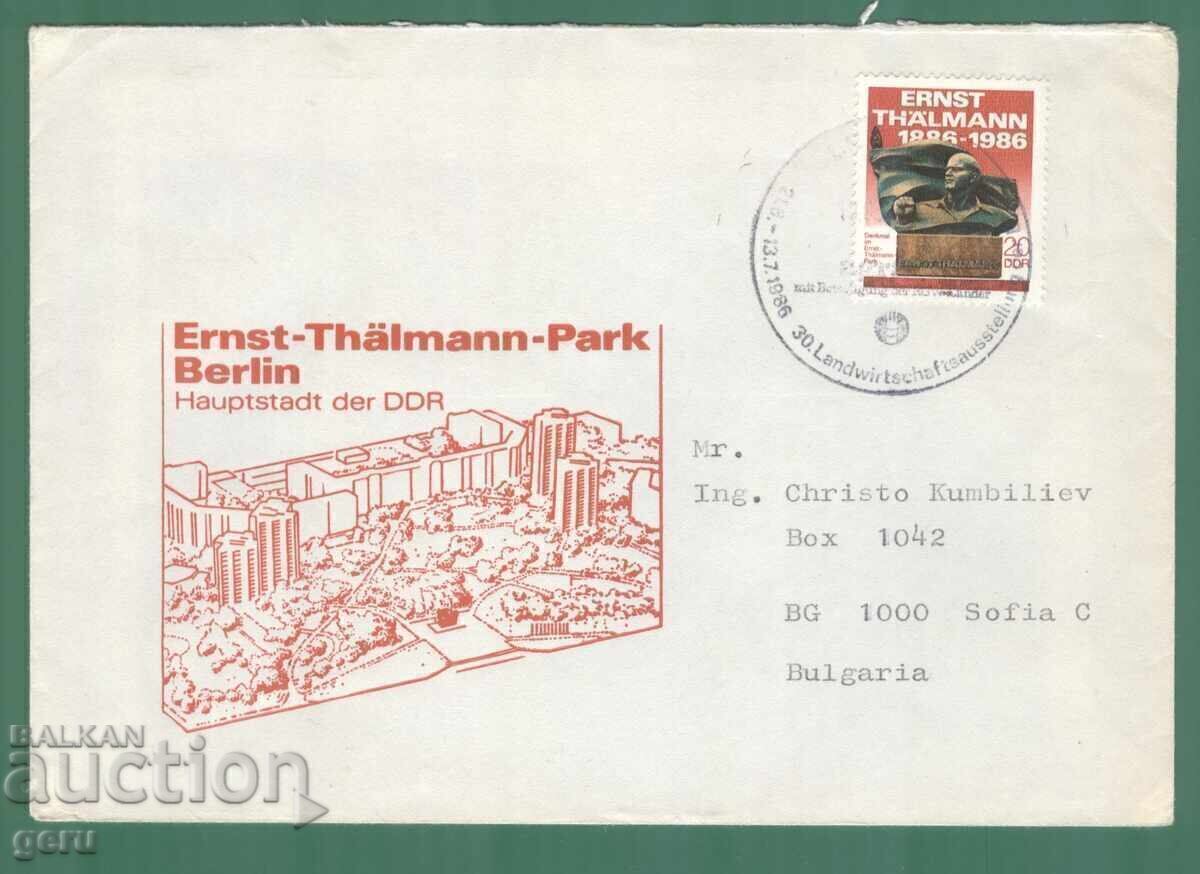 ERNST
THÄLMANN
1886-1986
Denkmal
im
Ernst-
Thälmann-
Park
20
DDR
ERNST THÄLMANN
mit Beteiligung der
13.7.1986 30. Landwirtschaftsausstellung
Ernst-Thälmann-Park
Berlin
Hauptstadt der DDR
Mr.
Ing. Christo Kumbiliev
Box 1042
BG 1000 Sofia C
Bulgaria
BALKAN
auction
geru